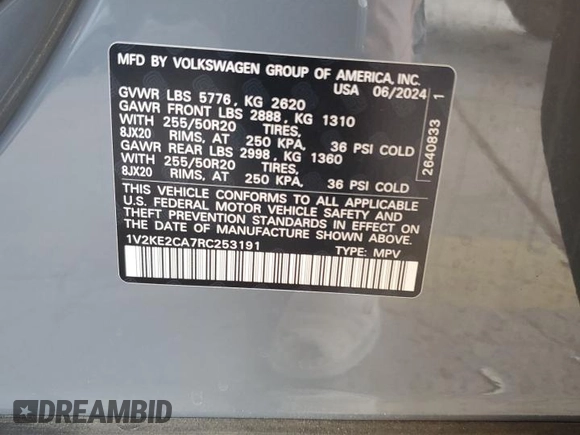 MFD BY VOLKSWAGEN GROUP OF AMERICA, INC.
USA 06/2024
GVWR LBS 5776, KG 2620
GAWR FRONT LBS 2888, KG 1310
WITH 255/50R20 TIRES,
8JX20 RIMS, AT 250 KPA, 36 PSI COLD
GAWR REAR LBS 2998, KG 1360
WITH 255/50R20 TIRES,
8JX20 RIMS, AT 250 KPA, 36 PSI COLD
THIS VEHICLE CONFORMS TO ALL APPLICABLE
U.S. FEDERAL MOTOR VEHICLE SAFETY AND
THEFT PREVENTION STANDARDS IN EFFECT ON
THE DATE OF MANUFACTURE SHOWN ABOVE.
1V2KE2CA7RC253191 TYPE: MPV
2640833 1
DREAMBID